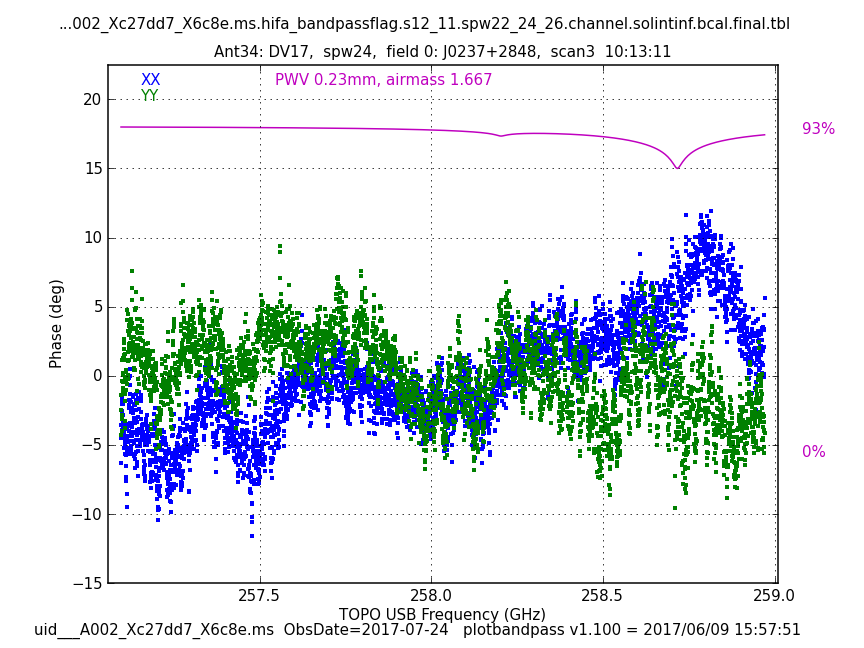 ...002_Xc27dd7_X6c8e.ms.hifa_bandpassflag.s12_11.spw22_24_26.channel.solintinf.bcal.final.tbl
Ant34: DV17, spw24, field 0: J0237+2848, scan3 10:13:11
XX
YY
PWV 0.23mm, airmass 1.667
93%
0%
20
15
10
5
0
−5
−10
−15
Phase (deg)
257.5 258.0 258.5 259.0
TOPO USB Frequency (GHz)
uid___A002_Xc27dd7_X6c8e.ms ObsDate=2017-07-24 plotbandpass v1.100 = 2017/06/09 15:57:51